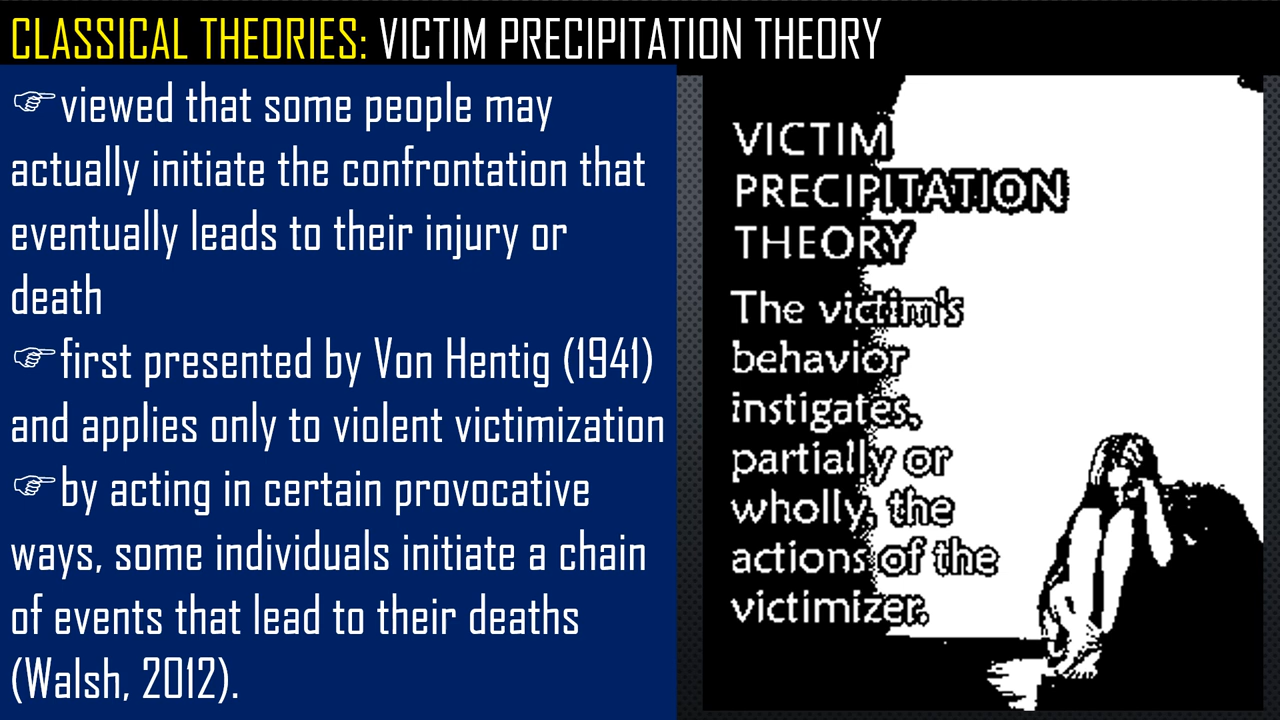 CLASSICAL THEORIES: VICTIM PRECIPITATION THEORY
☞viewed that some people may
actually initiate the confrontation that
eventually leads to their injury or
death
☞first presented by Von Hentig (1941)
and applies only to violent victimization
☞by acting in certain provocative
ways, some individuals initiate a chain
of events that lead to their deaths
(Walsh, 2012).
VICTIM
PRECIPITATION
THEORY
The victim's
behavior
instigates,
partially or
wholly, the
actions of the
victimizer.